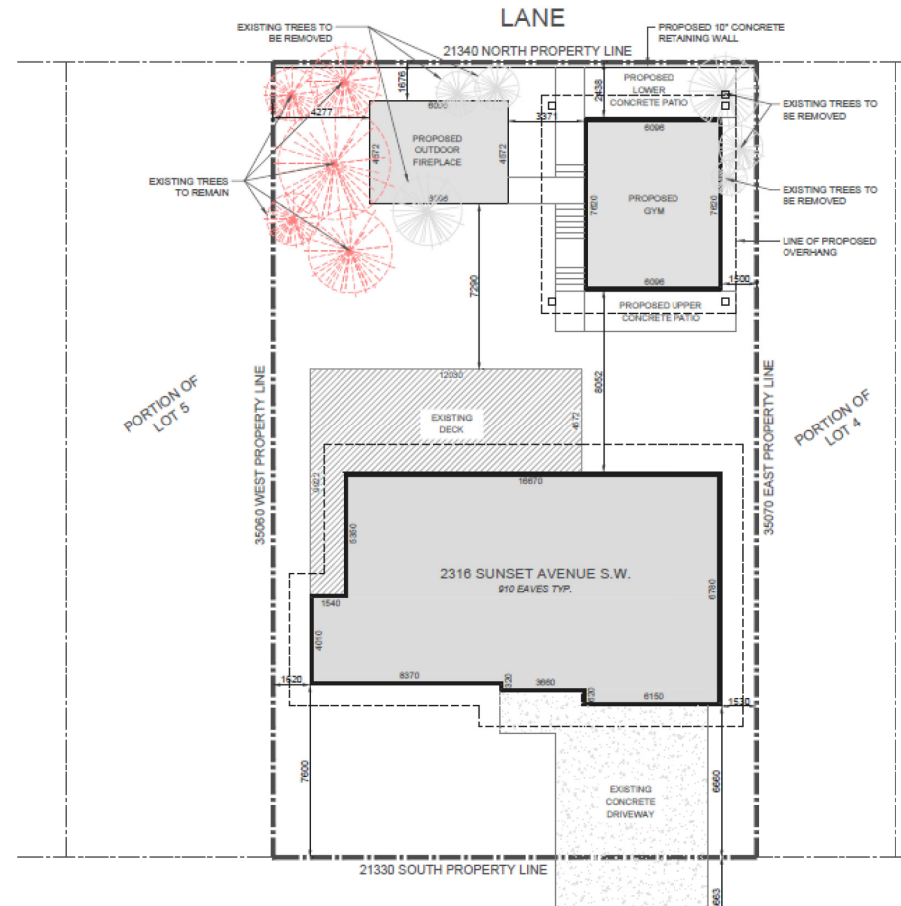 LANE
EXISTING TREES TO
BE REMOVED
PROPOSED 10" CONCRETE
RETAINING WALL
21340 NORTH PROPERTY LINE
1676
2438
PROPOSED
LOWER
CONCRETE PATIO
4277
6096
3371
6096
EXISTING TREES TO
BE REMOVED
PROPOSED
OUTDOOR
FIREPLACE
4572
4572
EXISTING TREES
TO REMAIN
PROPOSED
GYM
7620
7620
EXISTING TREES TO
BE REMOVED
6096
LINE OF PROPOSED
OVERHANG
7290
6096
1500
PROPOSED UPPER
CONCRETE PATIO
8052
12030
PORTION OF
LOT 5
EXISTING
DECK
4572
PORTION OF
LOT 4
35060 WEST PROPERTY LINE
35070 EAST PROPERTY LINE
9922
16670
5350
2316 SUNSET AVENUE S.W.
910 EAVES TYP.
6780
1540
4010
1620
8370
320
3660
620
6150
1530
7600
6660
EXISTING
CONCRETE
DRIVEWAY
21330 SOUTH PROPERTY LINE